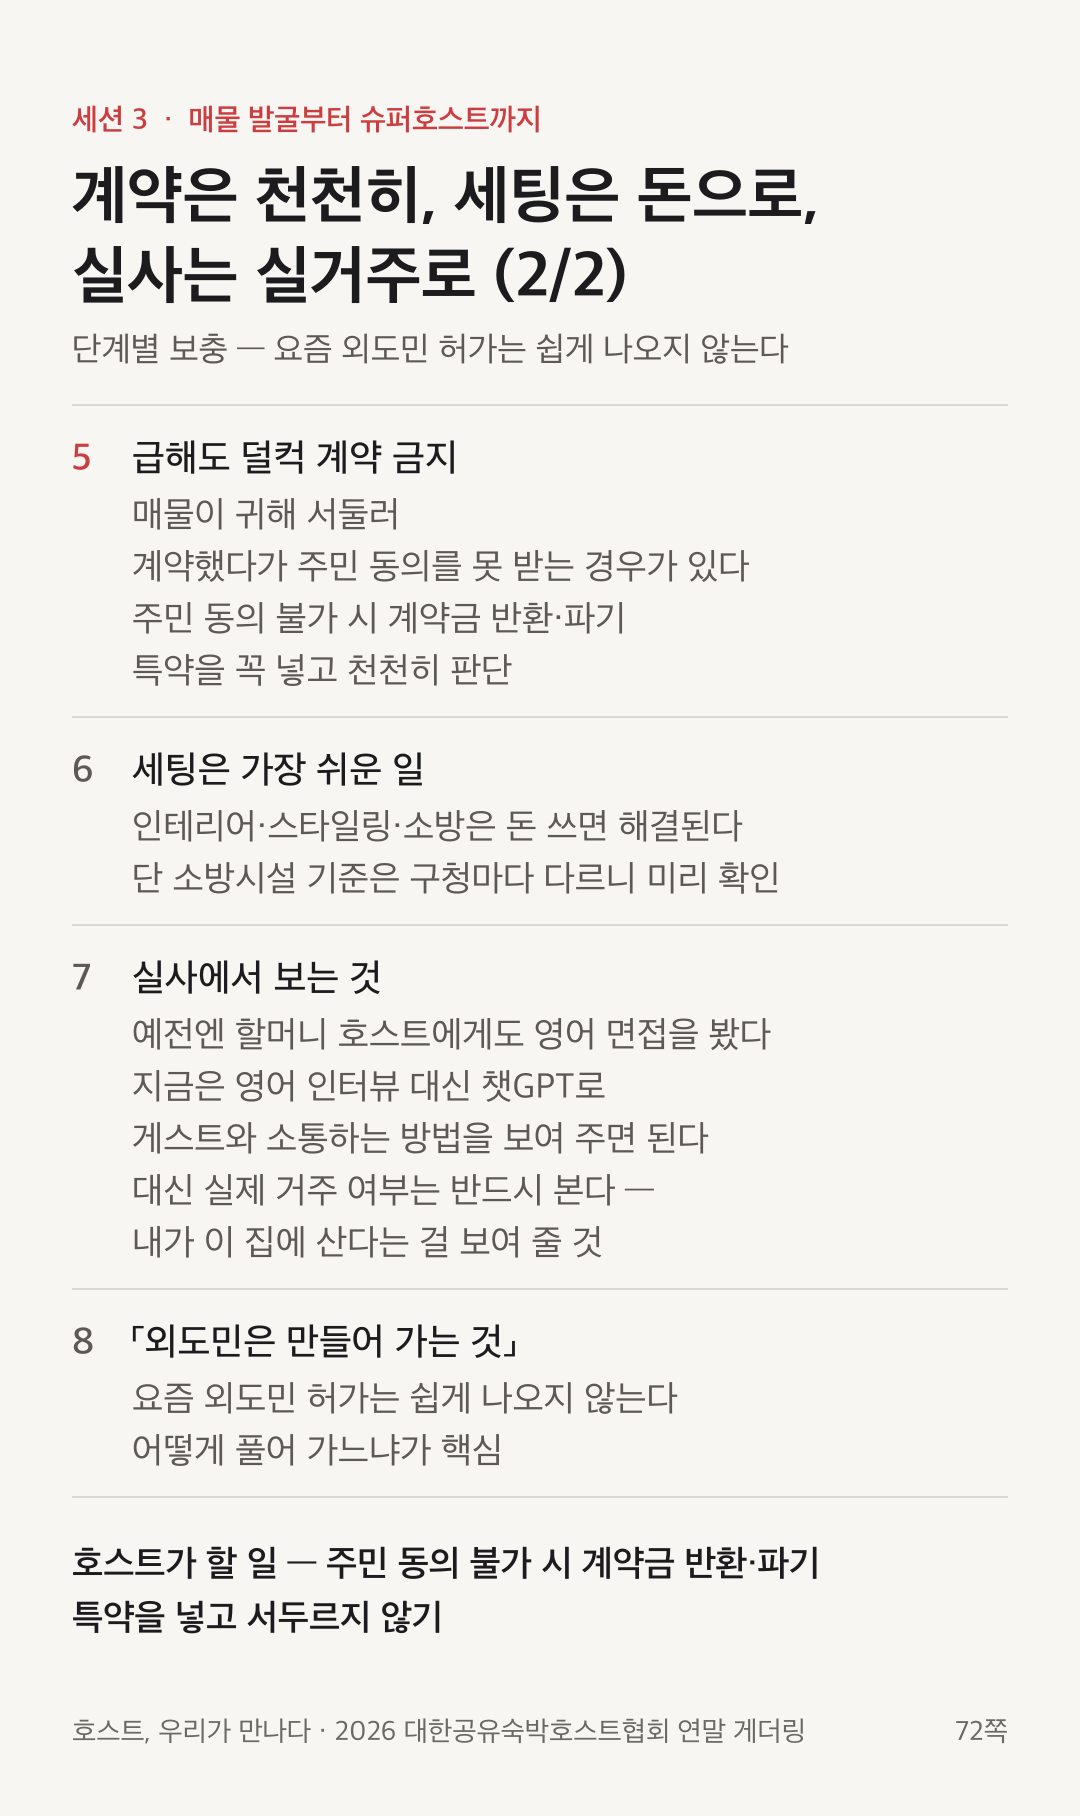 세션 3 · 매물 발굴부터 슈퍼호스트까지
계약은 천천히, 세팅은 돈으로,
실사는 실거주로 (2/2)
단계별 보충 — 요즘 외도민 허가는 쉽게 나오지 않는다
5 급해도 덜컥 계약 금지
매물이 귀해 서둘러
계약했다가 주민 동의를 못 받는 경우가 있다
주민 동의 불가 시 계약금 반환·파기
특약을 꼭 넣고 천천히 판단
6 세팅은 가장 쉬운 일
인테리어·스타일링·소방은 돈 쓰면 해결된다
단 소방시설 기준은 구청마다 다르니 미리 확인
7 실사에서 보는 것
예전엔 할머니 호스트에게도 영어 면접을 봤다
지금은 영어 인터뷰 대신 챗GPT로
게스트와 소통하는 방법을 보여 주면 된다
대신 실제 거주 여부는 반드시 본다 —
내가 이 집에 산다는 걸 보여 줄 것
8 「외도민은 만들어 가는 것」
요즘 외도민 허가는 쉽게 나오지 않는다
어떻게 풀어 가느냐가 핵심
호스트가 할 일 — 주민 동의 불가 시 계약금 반환·파기
특약을 넣고 서두르지 않기
호스트, 우리가 만나다 · 2026 대한공유숙박호스트협회 연말 게더링 72쪽